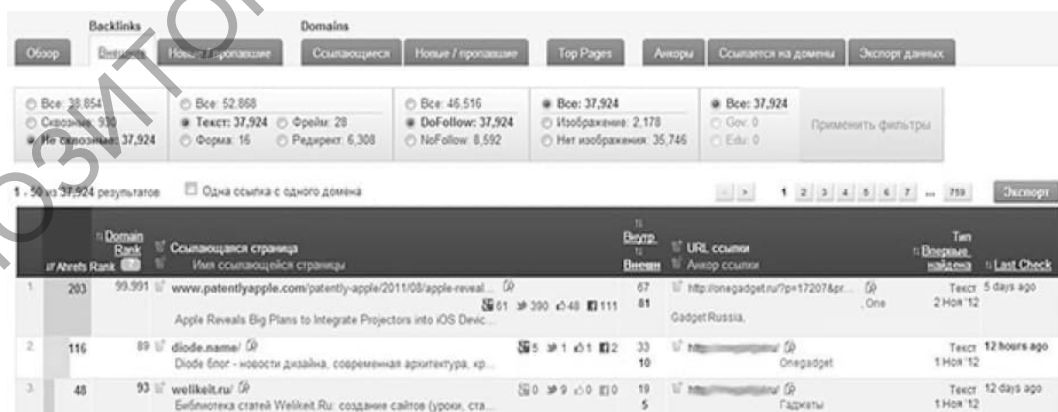 Backlinks Domains
Обзор Внешние Новые / пропавшие Ссылающиеся Новые / пропавшие Top Pages Анкоры Ссылается на домены Экспорт данных
Все: 38,854 Все: 52,868 Все: 46,516 Все: 37,924 Все: 37,924
Сквозные: 930 Текст: 37,924 Фрейм: 28 DoFollow: 37,924 Изображение: 2,178 Gov: 0 Применить фильтры
Не сквозные: 37,924 Форма: 16 Редирект: 6,308 NoFollow: 8,592 Нет изображения: 35,746 Edu: 0
1 - 50 из 37,924 результатов Одна ссылка с одного домена < > 1 2 3 4 5 6 7 ... 759 Экспорт
Ahrefs Rank Domain Rank [?] Ссылающаяся страница Внутр. URL ссылки Тип
Имя ссылающейся страницы Внешн Анкор ссылки Впервые найдена Last Check
1. 203 99.991 www.patentlyapple.com/patently-apple/2011/08/apple-reveal... 67 http://onegadget.ru/?p=17207&pr... Текст 5 days ago
61 390 48 111 81 , One 2 Ноя '12
Apple Reveals Big Plans to Integrate Projectors into iOS Devic... Gadget Russia,
2. 116 89 diode.name/ 5 1 1 2 33 Текст 12 hours ago
Diode блог - новости дизайна, современная архитектура, кр... 10 Onegadget 1 Ноя '12
3. 48 93 welikeit.ru/ 0 9 0 0 19 Текст 12 days ago
Библиотека статей Welikeit.Ru: создание сайтов (уроки, ста... 5 Гаджеты 1 Ноя '12